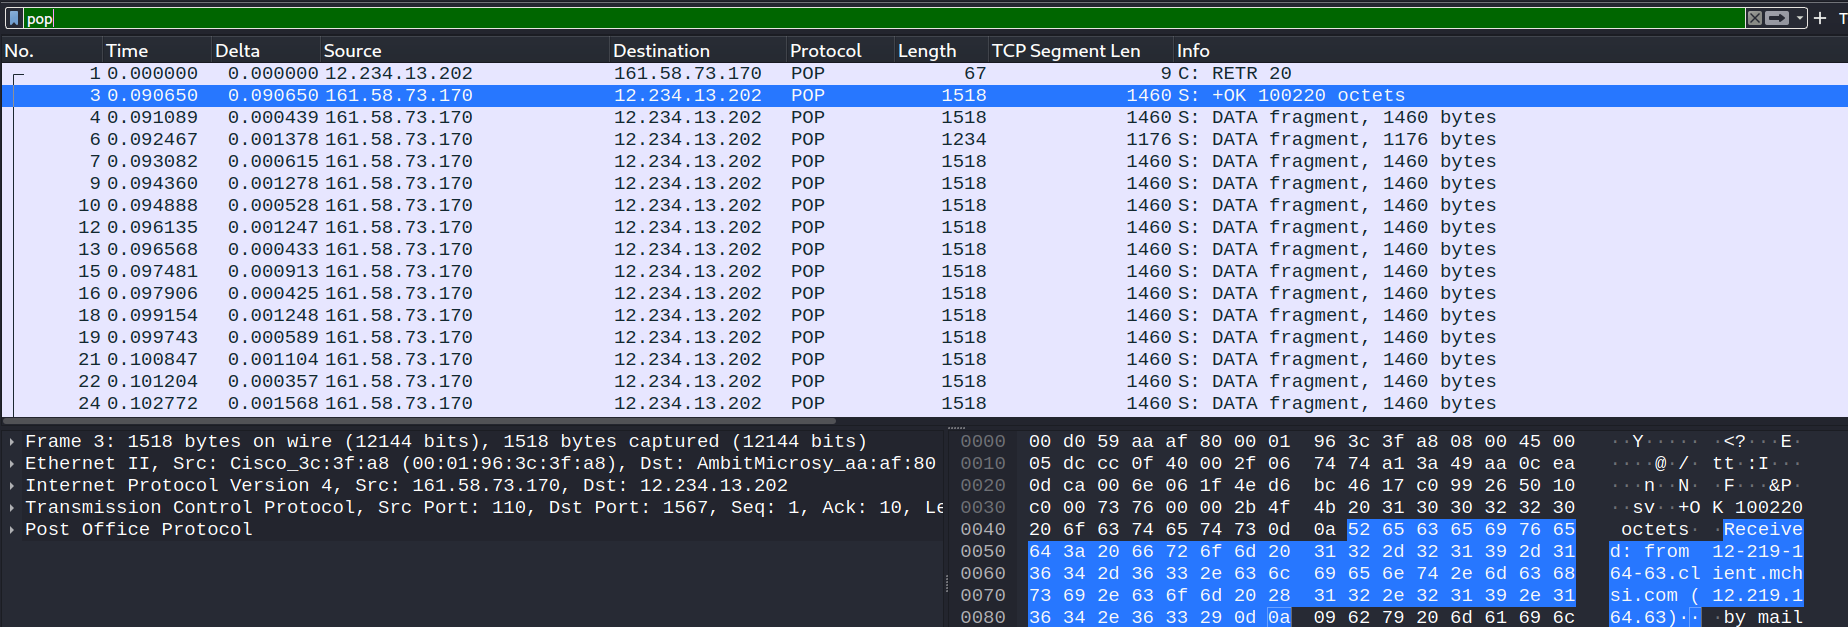 pop
T
No. Time Delta Source Destination Protocol Length TCP Segment Len Info
1 0.000000 0.000000 12.234.13.202 161.58.73.170 POP 67 9 C: RETR 20
3 0.090650 0.090650 161.58.73.170 12.234.13.202 POP 1518 1460 S: +OK 100220 octets
4 0.091089 0.000439 161.58.73.170 12.234.13.202 POP 1518 1460 S: DATA fragment, 1460 bytes
6 0.092467 0.001378 161.58.73.170 12.234.13.202 POP 1234 1176 S: DATA fragment, 1176 bytes
7 0.093082 0.000615 161.58.73.170 12.234.13.202 POP 1518 1460 S: DATA fragment, 1460 bytes
9 0.094360 0.001278 161.58.73.170 12.234.13.202 POP 1518 1460 S: DATA fragment, 1460 bytes
10 0.094888 0.000528 161.58.73.170 12.234.13.202 POP 1518 1460 S: DATA fragment, 1460 bytes
12 0.096135 0.001247 161.58.73.170 12.234.13.202 POP 1518 1460 S: DATA fragment, 1460 bytes
13 0.096568 0.000433 161.58.73.170 12.234.13.202 POP 1518 1460 S: DATA fragment, 1460 bytes
15 0.097481 0.000913 161.58.73.170 12.234.13.202 POP 1518 1460 S: DATA fragment, 1460 bytes
16 0.097906 0.000425 161.58.73.170 12.234.13.202 POP 1518 1460 S: DATA fragment, 1460 bytes
18 0.099154 0.001248 161.58.73.170 12.234.13.202 POP 1518 1460 S: DATA fragment, 1460 bytes
19 0.099743 0.000589 161.58.73.170 12.234.13.202 POP 1518 1460 S: DATA fragment, 1460 bytes
21 0.100847 0.001104 161.58.73.170 12.234.13.202 POP 1518 1460 S: DATA fragment, 1460 bytes
22 0.101204 0.000357 161.58.73.170 12.234.13.202 POP 1518 1460 S: DATA fragment, 1460 bytes
24 0.102772 0.001568 161.58.73.170 12.234.13.202 POP 1518 1460 S: DATA fragment, 1460 bytes
Frame 3: 1518 bytes on wire (12144 bits), 1518 bytes captured (12144 bits)
Ethernet II, Src: Cisco_3c:3f:a8 (00:01:96:3c:3f:a8), Dst: AmbitMicrosy_aa:af:80
Internet Protocol Version 4, Src: 161.58.73.170, Dst: 12.234.13.202
Transmission Control Protocol, Src Port: 110, Dst Port: 1567, Seq: 1, Ack: 10, Le
Post Office Protocol
0000 00 d0 59 aa af 80 00 01 96 3c 3f a8 08 00 45 00 ··Y····· ·<?···E·
0010 05 dc cc 0f 40 00 2f 06 74 74 a1 3a 49 aa 0c ea ····@·/· tt·:I···
0020 0d ca 00 6e 06 1f 4e d6 bc 46 17 c0 99 26 50 10 ···n··N· ·F···&P·
0030 c0 00 73 76 00 00 2b 4f 4b 20 31 30 30 32 32 30 ··sv··+O K 100220
0040 20 6f 63 74 65 74 73 0d 0a 52 65 63 65 69 76 65 octets· ·Receive
0050 64 3a 20 66 72 6f 6d 20 31 32 2d 32 31 39 2d 31 d: from 12-219-1
0060 36 34 2d 36 33 2e 63 6c 69 65 6e 74 2e 6d 63 68 64-63.cl ient.mch
0070 73 69 2e 63 6f 6d 20 28 31 32 2e 32 31 39 2e 31 si.com ( 12.219.1
0080 36 34 2e 36 33 29 0d 0a 09 62 79 20 6d 61 69 6c 64.63)·· ·by mail